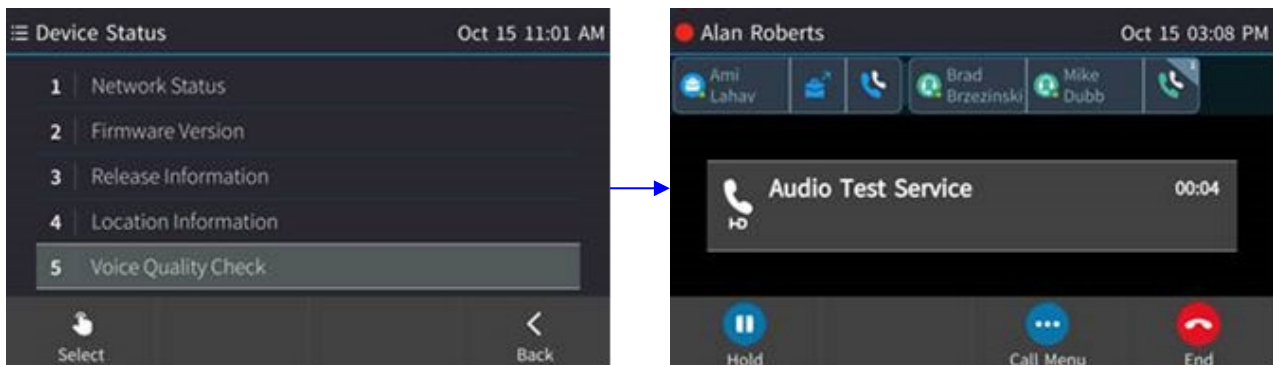 Device Status
Oct 15 11:01 AM
1 Network Status
2 Firmware Version
3 Release Information
4 Location Information
5 Voice Quality Check
Select
Back
Alan Roberts
Oct 15 03:08 PM
Ami
Lahav
Brad
Brzezinski
Mike
Dubb
1
Audio Test Service
00:04
HD
Hold
Call Menu
End